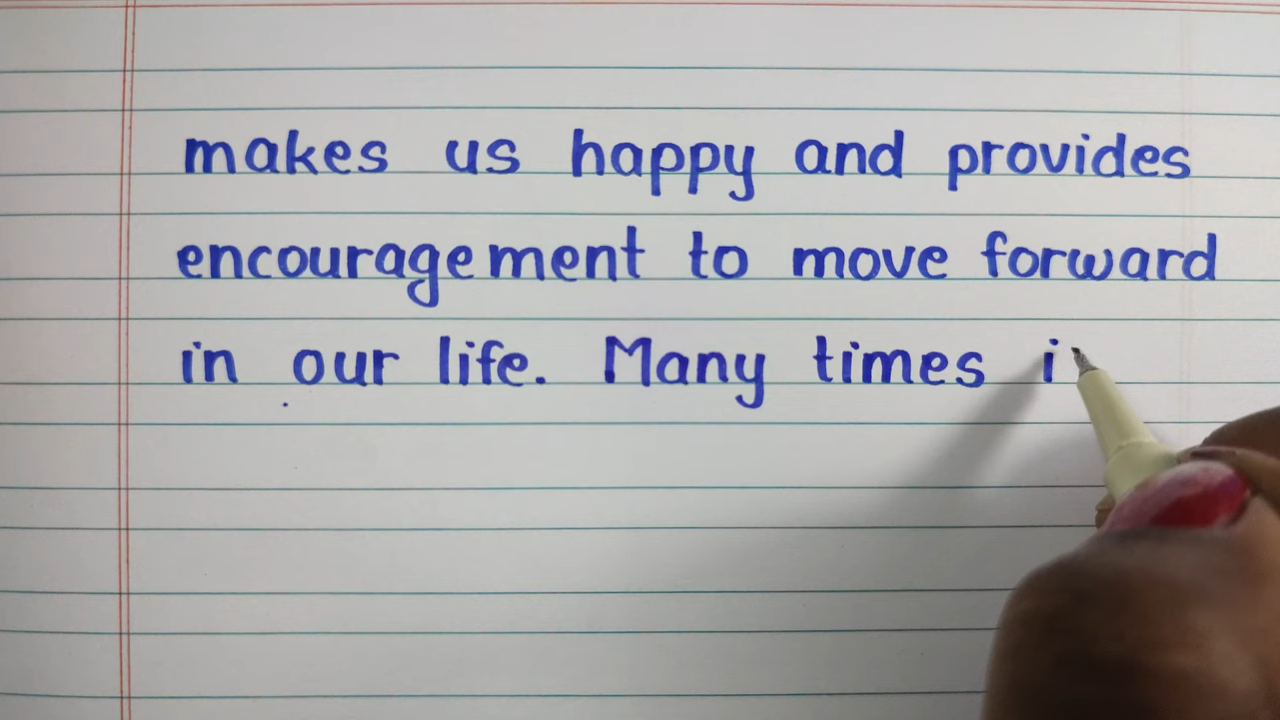 makes us happy and provides
encouragement to move forward
in our life. Many times i